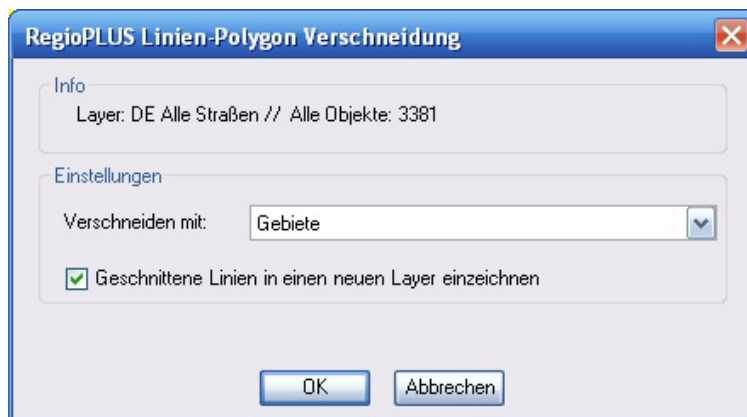 RegioPLUS Linien-Polygon Verschneidung
Info
Layer: DE Alle Straßen // Alle Objekte: 3381
Einstellungen
Verschneiden mit: Gebiete
Geschnittene Linien in einen neuen Layer einzeichnen
OK Abbrechen